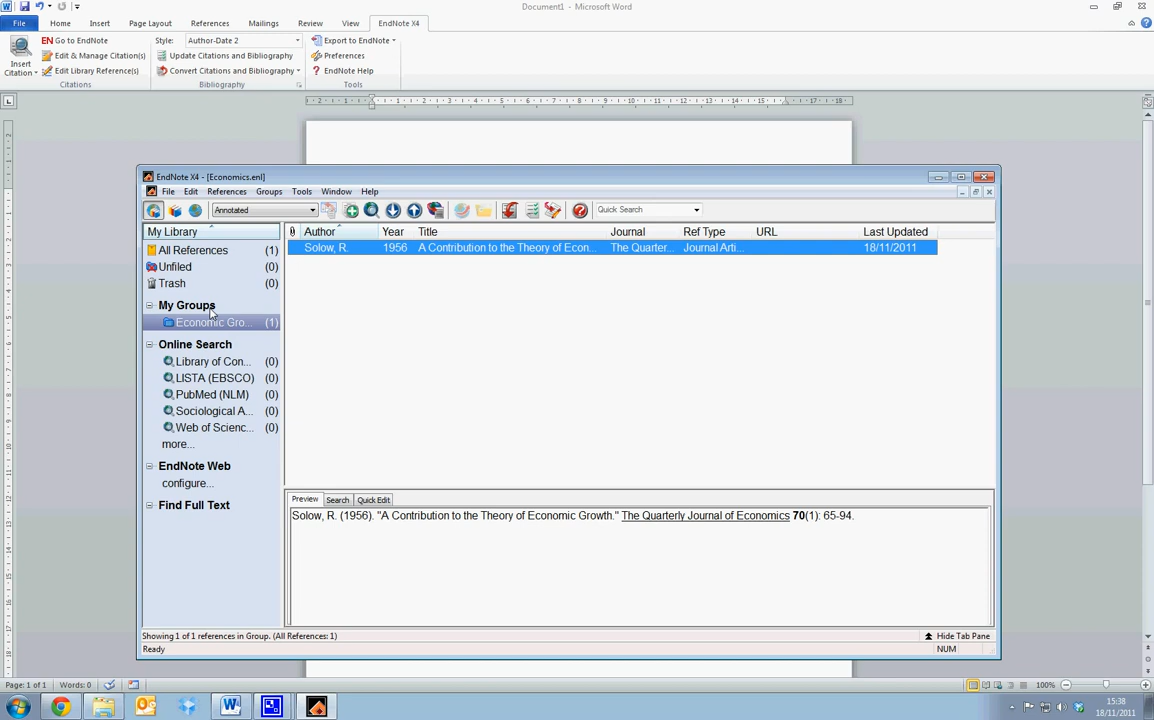 Document1 - Microsoft Word
File Home Insert Page Layout References Mailings Review View EndNote X4
EN Go to EndNote
Style: Author-Date 2
Export to EndNote
Insert Citation
Edit & Manage Citation(s)
Update Citations and Bibliography
Preferences
Edit Library Reference(s)
Convert Citations and Bibliography
EndNote Help
Citations Bibliography Tools
EndNote X4 - [Economics.enl]
File Edit References Groups Tools Window Help
Annotated
Quick Search
My Library
Author Year Title Journal Ref Type URL Last Updated
All References (1)
Solow, R. 1956 A Contribution to the Theory of Econ... The Quarter... Journal Arti... 18/11/2011
Unfiled (0)
Trash (0)
My Groups
Economic Gro... (1)
Online Search
Library of Con... (0)
LISTA (EBSCO) (0)
PubMed (NLM) (0)
Sociological A... (0)
Web of Scienc... (0)
more...
EndNote Web
configure...
Find Full Text
Preview Search Quick Edit
Solow, R. (1956). "A Contribution to the Theory of Economic Growth." The Quarterly Journal of Economics 70(1): 65-94.
Showing 1 of 1 references in Group. (All References: 1)
Hide Tab Pane
Ready
NUM
Page: 1 of 1 Words: 0
100%
15:38
18/11/2011